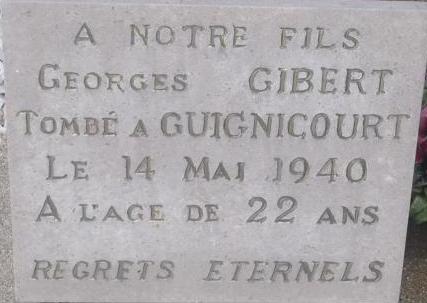 A NOTRE FILS
GEORGES GIBERT
TOMBÉ A GUIGNICOURT
LE 14 MAI 1940
A L'AGE DE 22 ANS
REGRETS ETERNELS